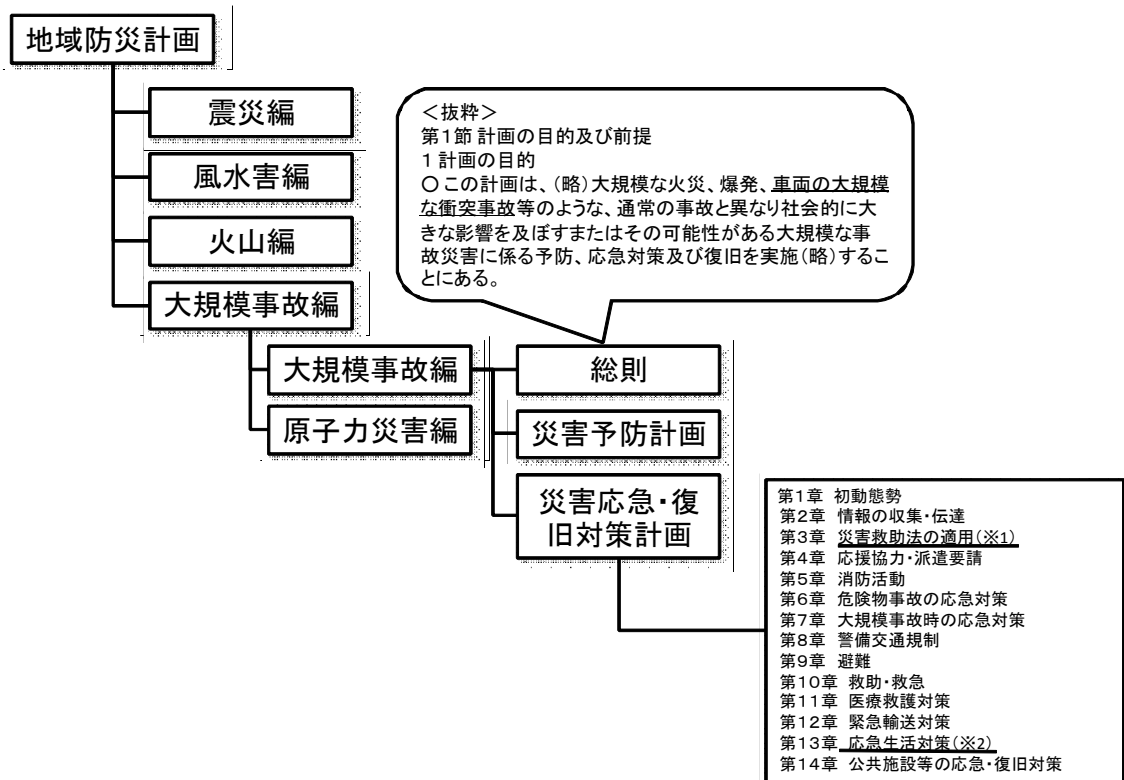 地域防災計画
震災編
風水害編
火山編
大規模事故編
<抜粋>
第1節 計画の目的及び前提
1 計画の目的
〇 この計画は、(略)大規模な火災、爆発、車両の大規模
な衝突事故等のような、通常の事故と異なり社会的に大
きな影響を及ぼすまたはその可能性がある大規模な事
故災害に係る予防、応急対策及び復旧を実施(略)するこ
とにある。
大規模事故編
原子力災害編
総則
災害予防計画
災害応急・復
旧対策計画
第1章 初動態勢
第2章 情報の収集・伝達
第3章 災害救助法の適用(※1)
第4章 応援協力・派遣要請
第5章 消防活動
第6章 危険物事故の応急対策
第7章 大規模事故時の応急対策
第8章 警備交通規制
第9章 避難
第10章 救助・救急
第11章 医療救護対策
第12章 緊急輸送対策
第13章 応急生活対策(※2)
第14章 公共施設等の応急・復旧対策